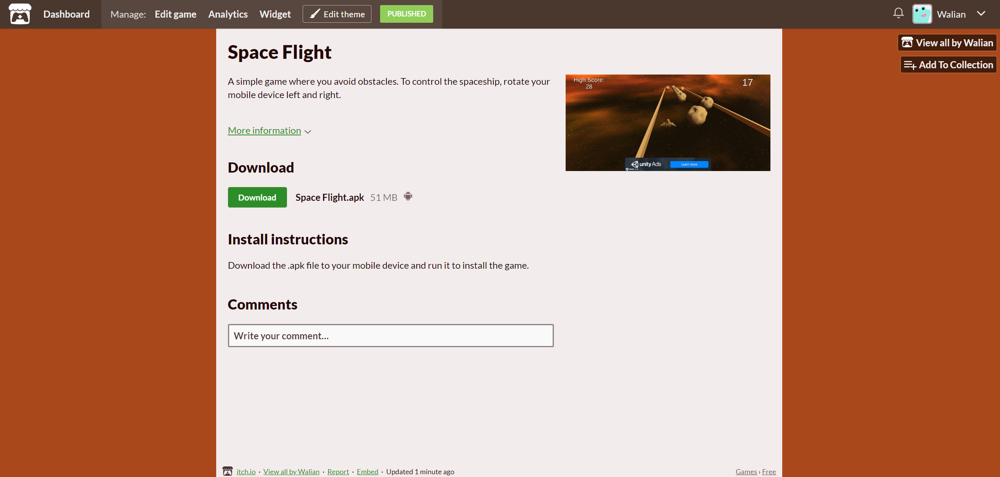 Dashboard
Manage: Edit game Analytics Widget Edit theme PUBLISHED
Walian
View all by Walian
Add To Collection
Space Flight
A simple game where you avoid obstacles. To control the spaceship, rotate your
mobile device left and right.
High Score:
28
17
unity Ads
Learn more
Unity Ads
More information
Download
Download Space Flight.apk 51 MB
Install instructions
Download the .apk file to your mobile device and run it to install the game.
Comments
Write your comment...
itch.io · View all by Walian · Report · Embed · Updated 1 minute ago
Games › Free